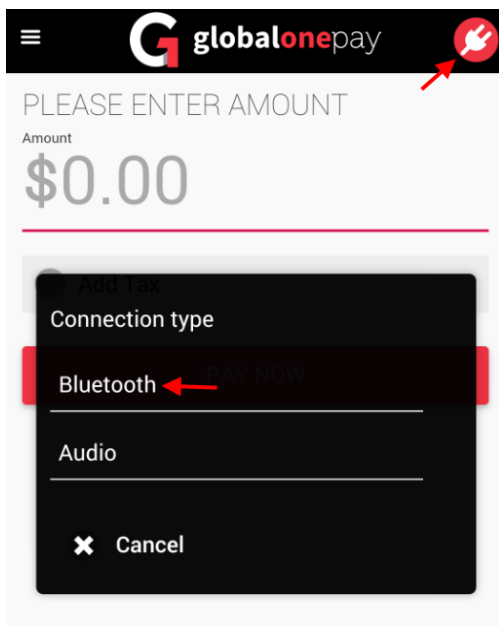 globalonepay
PLEASE ENTER AMOUNT
Amount
$0.00
Add Tax
Connection type
PAY NOW
Bluetooth
Audio
Cancel